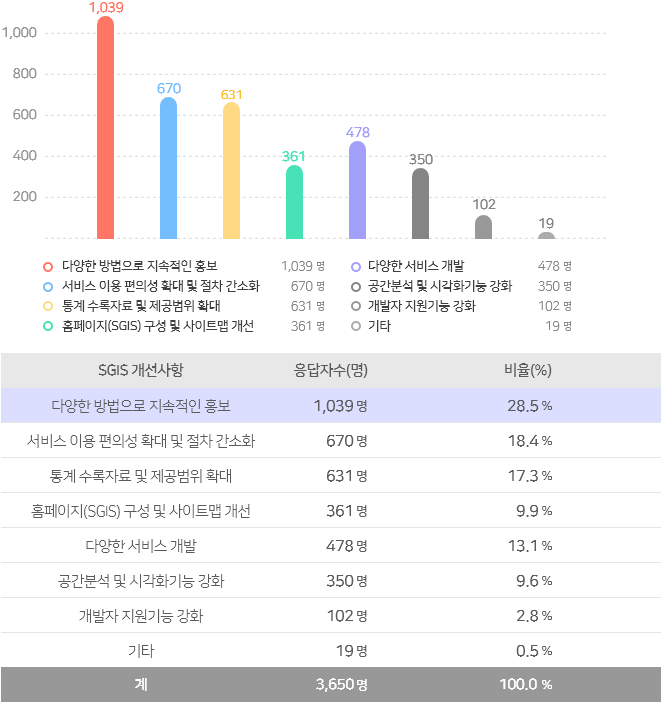 1,039
1,000
800
670
631
600
478
400
361
350
200
102
19
다양한 방법으로 지속적인 홍보 1,039 명 다양한 서비스 개발 478 명
서비스 이용 편의성 확대 및 절차 간소화 670 명 공간분석 및 시각화기능 강화 350 명
통계 수록자료 및 제공범위 확대 631 명 개발자 지원기능 강화 102 명
홈페이지(SGIS) 구성 및 사이트맵 개선 361 명 기타 19 명
SGIS 개선사항 응답자수(명) 비율(%)
다양한 방법으로 지속적인 홍보 1,039 명 28.5 %
서비스 이용 편의성 확대 및 절차 간소화 670 명 18.4 %
통계 수록자료 및 제공범위 확대 631 명 17.3 %
홈페이지(SGIS) 구성 및 사이트맵 개선 361 명 9.9 %
다양한 서비스 개발 478 명 13.1 %
공간분석 및 시각화기능 강화 350 명 9.6 %
개발자 지원기능 강화 102 명 2.8 %
기타 19 명 0.5 %
계 3,650 명 100.0 %